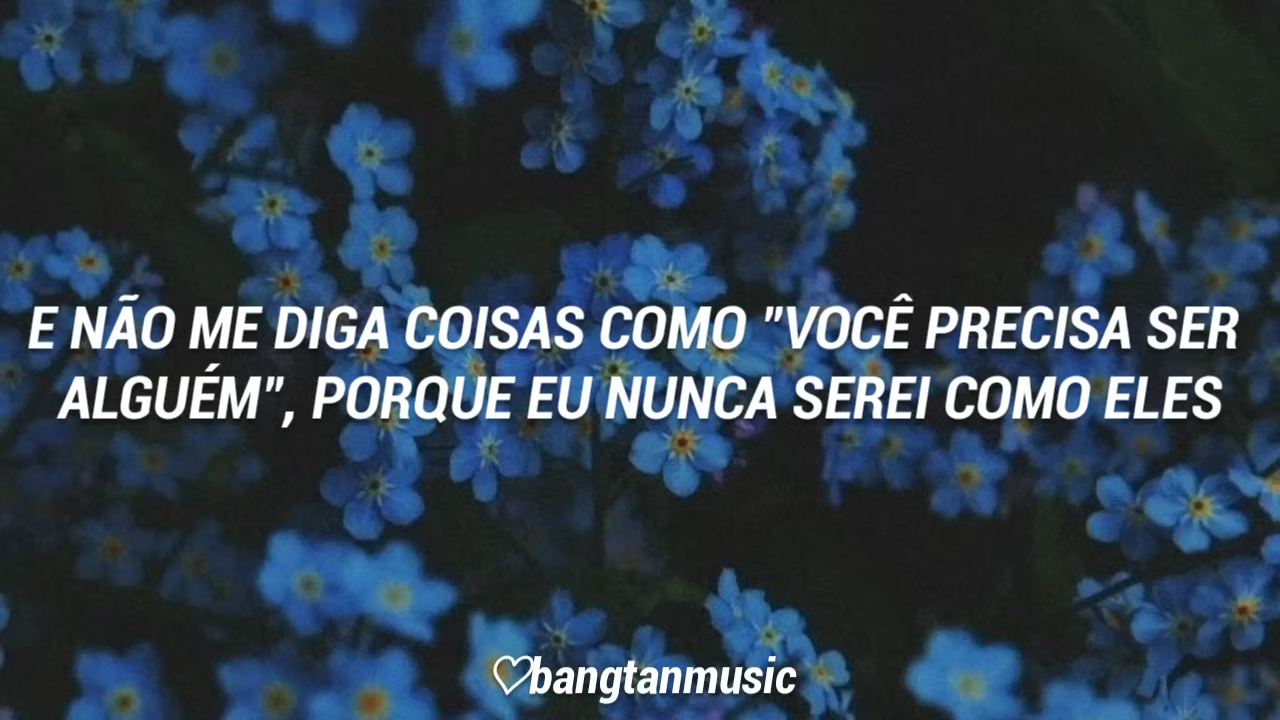 E NÃO ME DIGA COISAS COMO "VOCÊ PRECISA SER
ALGUÉM", PORQUE EU NUNCA SEREI COMO ELES
♡bangtanmusic